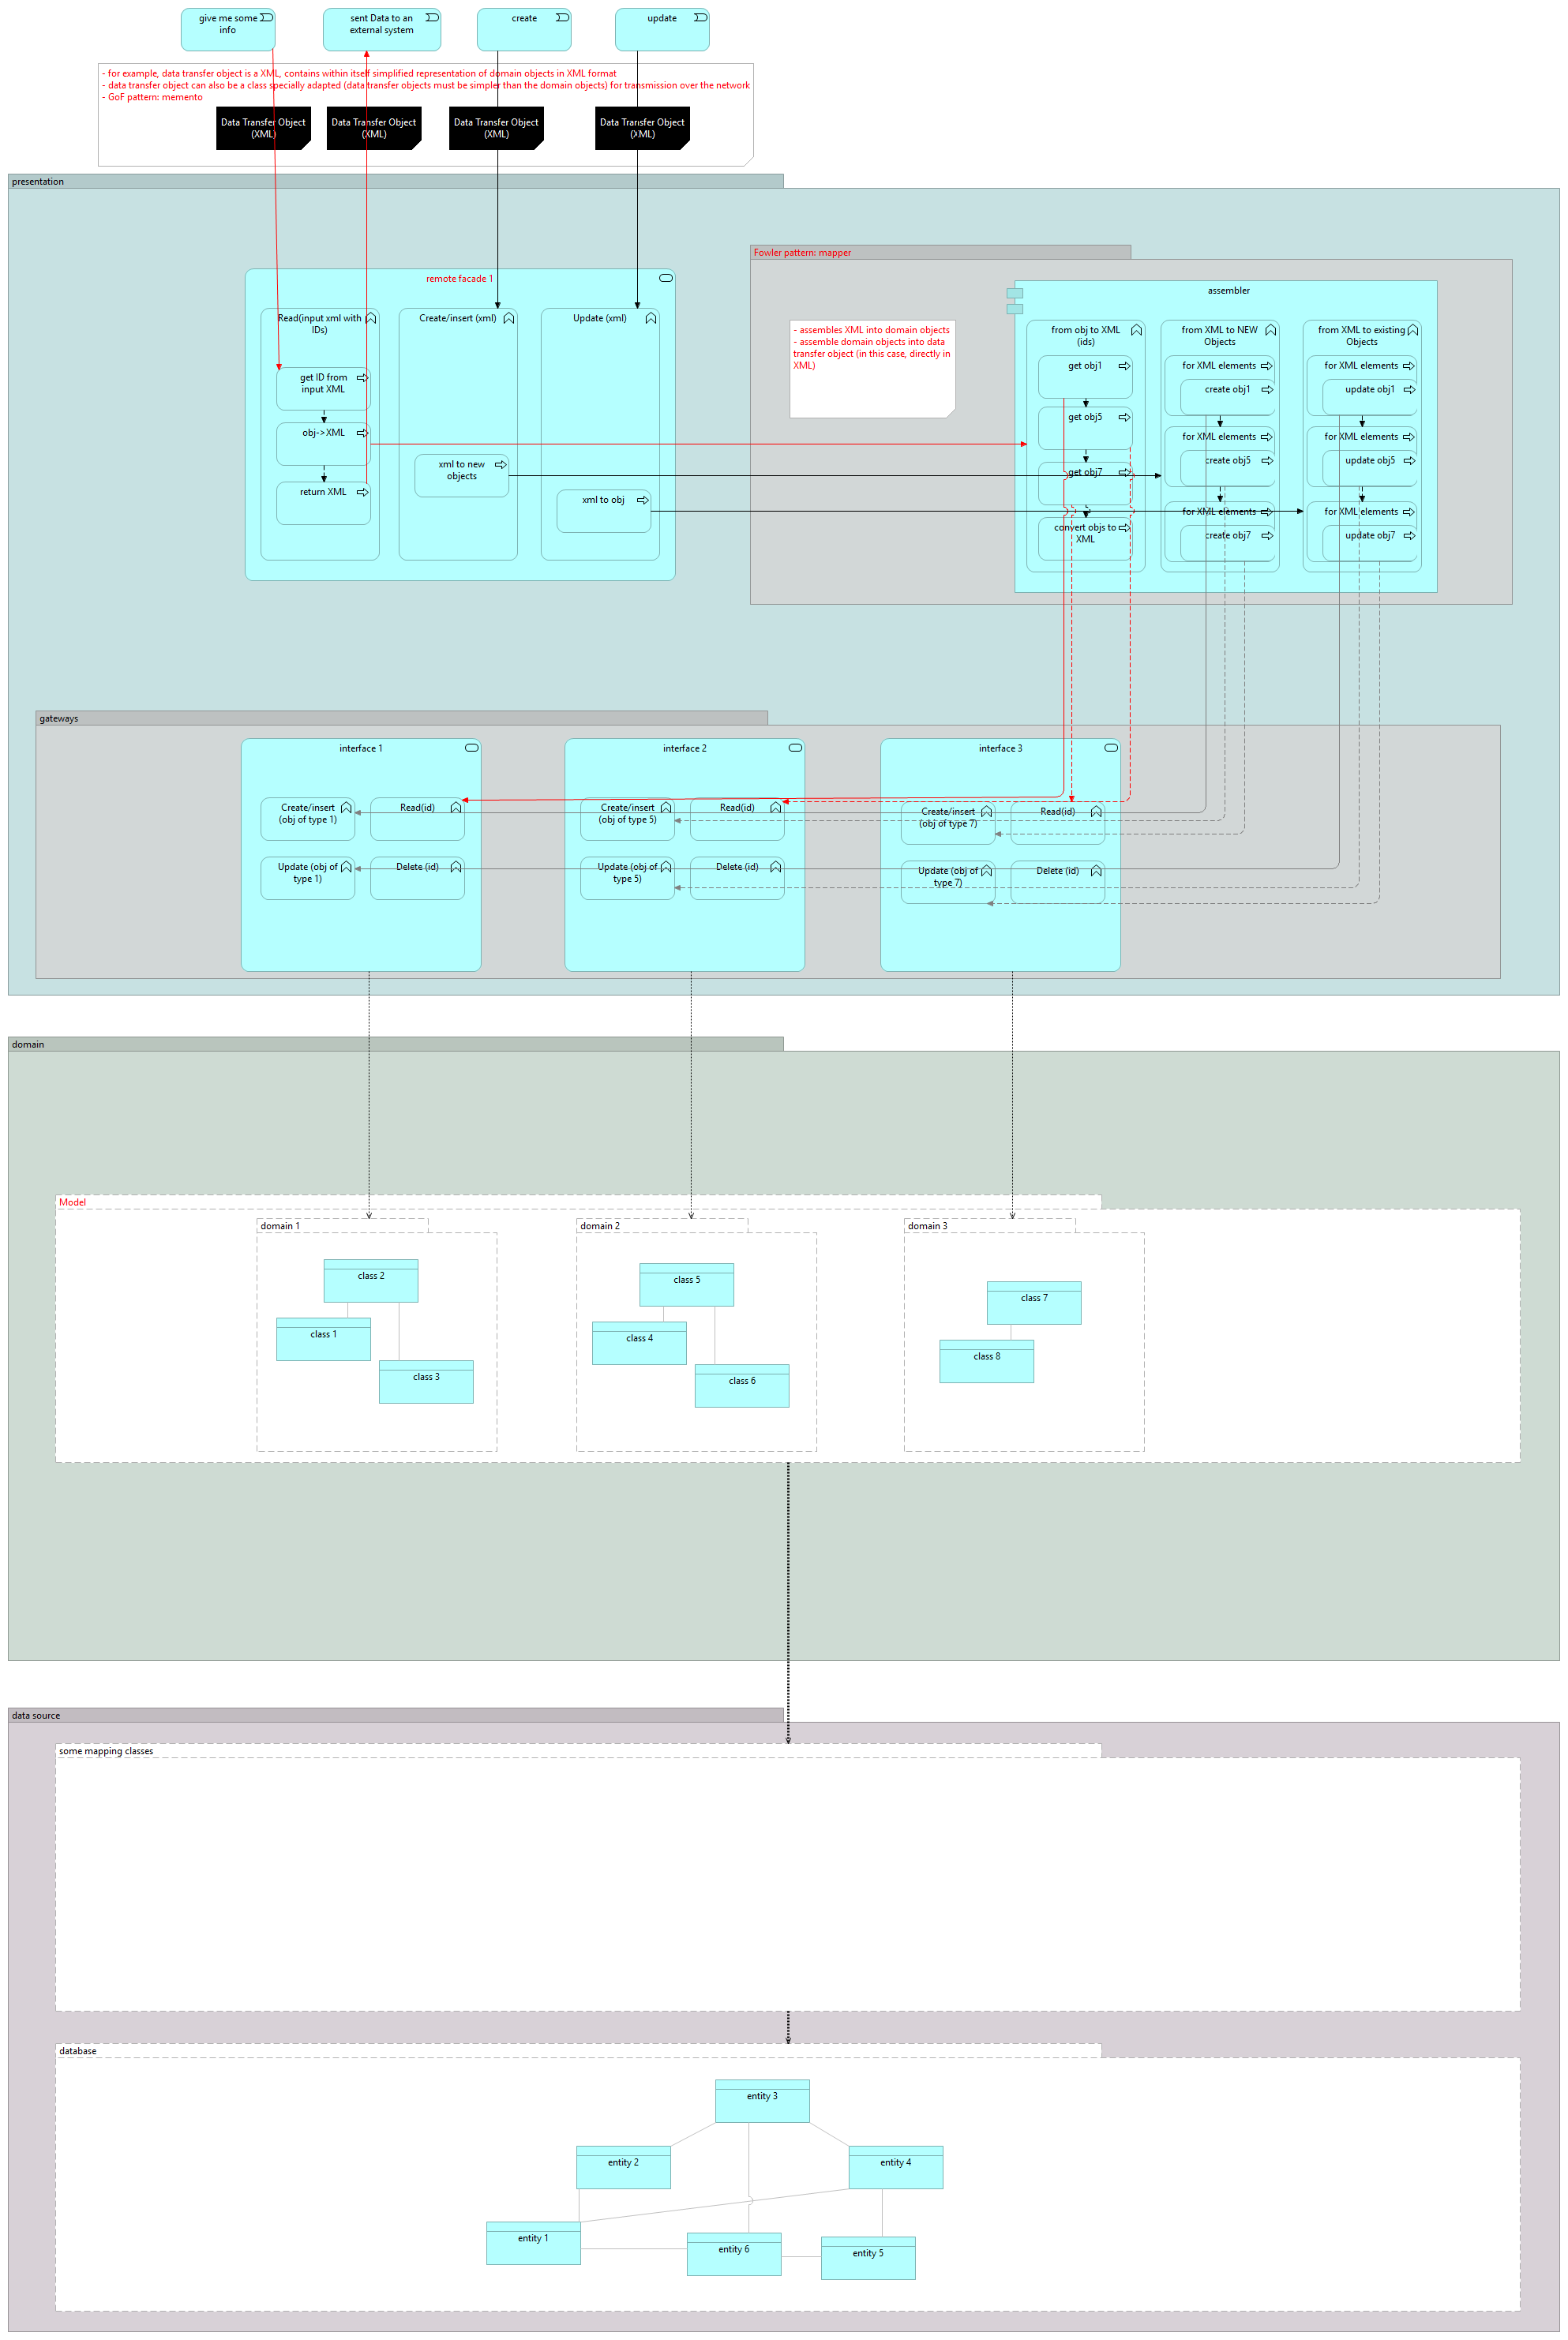 give me some
info
sent Data to an
external system
create
update
- for example, data transfer object is a XML, contains within itself simplified representation of domain objects in XML format
- data transfer object can also be a class specially adapted (data transfer objects must be simpler than the domain objects) for transmission over the network
- GoF pattern: memento
Data Transfer Object
(XML)
Data Transfer Object
(XML)
Data Transfer Object
(XML)
Data Transfer Object
(XML)
presentation
remote facade 1
Read(input xml with
IDs)
get ID from
input XML
obj->XML
return XML
Create/insert (xml)
xml to new
objects
Update (xml)
xml to obj
Fowler pattern: mapper
- assembles XML into domain objects
- assemble domain objects into data
transfer object (in this case, directly in
XML)
assembler
from obj to XML
(ids)
get obj1
get obj5
get obj7
convert objs to
XML
from XML to NEW
Objects
for XML elements
create obj1
for XML elements
create obj5
for XML elements
create obj7
from XML to existing
Objects
for XML elements
update obj1
for XML elements
update obj5
for XML elements
update obj7
gateways
interface 1
Create/insert
(obj of type 1)
Read(id)
Update (obj of
type 1)
Delete (id)
interface 2
Create/insert
(obj of type 5)
Read(id)
Update (obj of
type 5)
Delete (id)
interface 3
Create/insert
(obj of type 7)
Read(id)
Update (obj of
type 7)
Delete (id)
domain
Model
domain 1
class 2
class 1
class 3
domain 2
class 5
class 4
class 6
domain 3
class 7
class 8
data source
some mapping classes
database
entity 3
entity 2
entity 4
entity 1
entity 6
entity 5